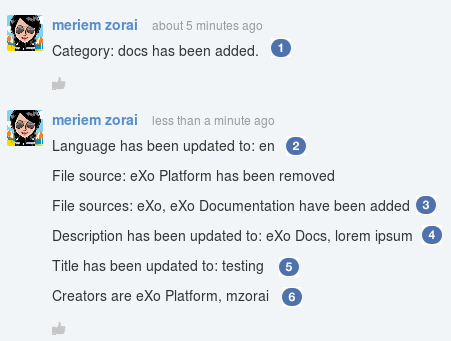 meriem zorai about 5 minutes ago
Category: docs has been added. 1
meriem zorai less than a minute ago
Language has been updated to: en 2
File source: eXo Platform has been removed
File sources: eXo, eXo Documentation have been added 3
Description has been updated to: eXo Docs, lorem ipsum 4
Title has been updated to: testing 5
Creators are eXo Platform, mzorai 6